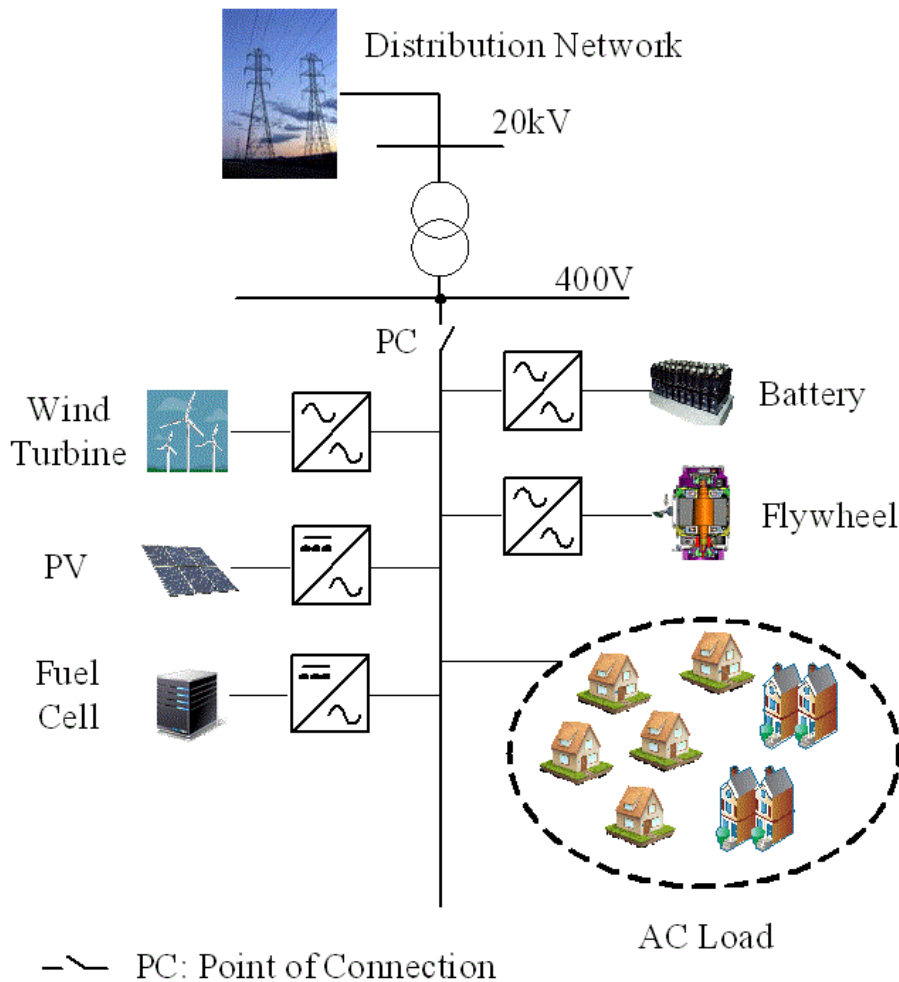 Distribution Network
20kV
400V
PC
Wind
Turbine
Battery
Flywheel
PV
Fuel
Cell
AC Load
PC: Point of Connection